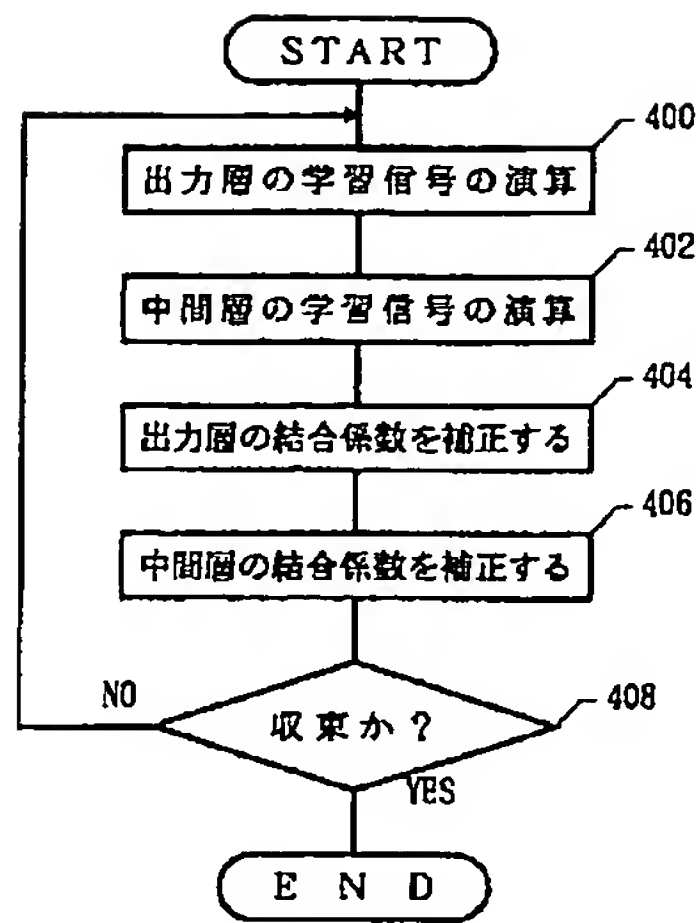 START
400
出力層の学習信号の演算
402
中間層の学習信号の演算
404
出力層の結合係数を補正する
406
中間層の結合係数を補正する
408
収束か?
NO
YES
END